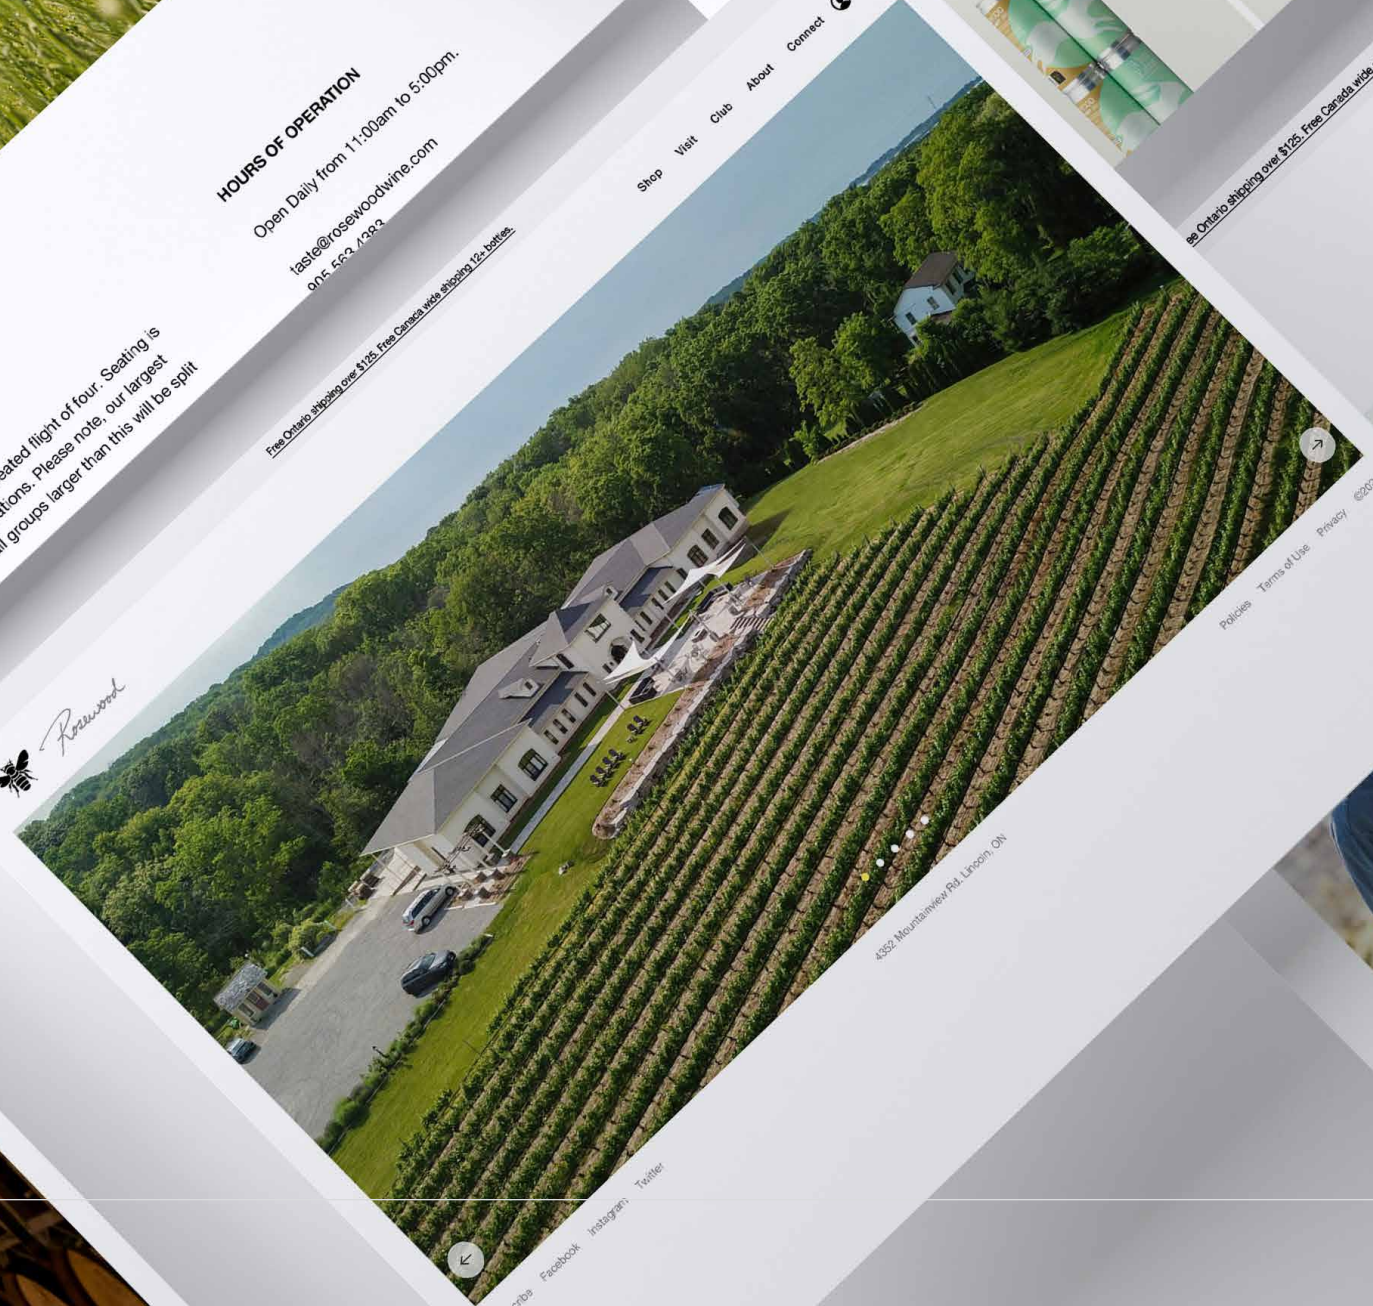 HOURS OF OPERATION
Open Daily from 11:00am to 5:00pm.
taste@rosewoodwine.com
905.563.4383
flight of four. Seating is
Please note, our largest
groups larger than this will be split
Free Ontario shipping over $125. Free Canada wide shipping 12+ bottles.
Shop Visit Club About Connect
Rosewood
Ontario shipping over $125. Free Canada wide
Facebook Instagram Twitter
4352 Mountainview Rd. Lincoln, ON
Policies Terms of Use Privacy